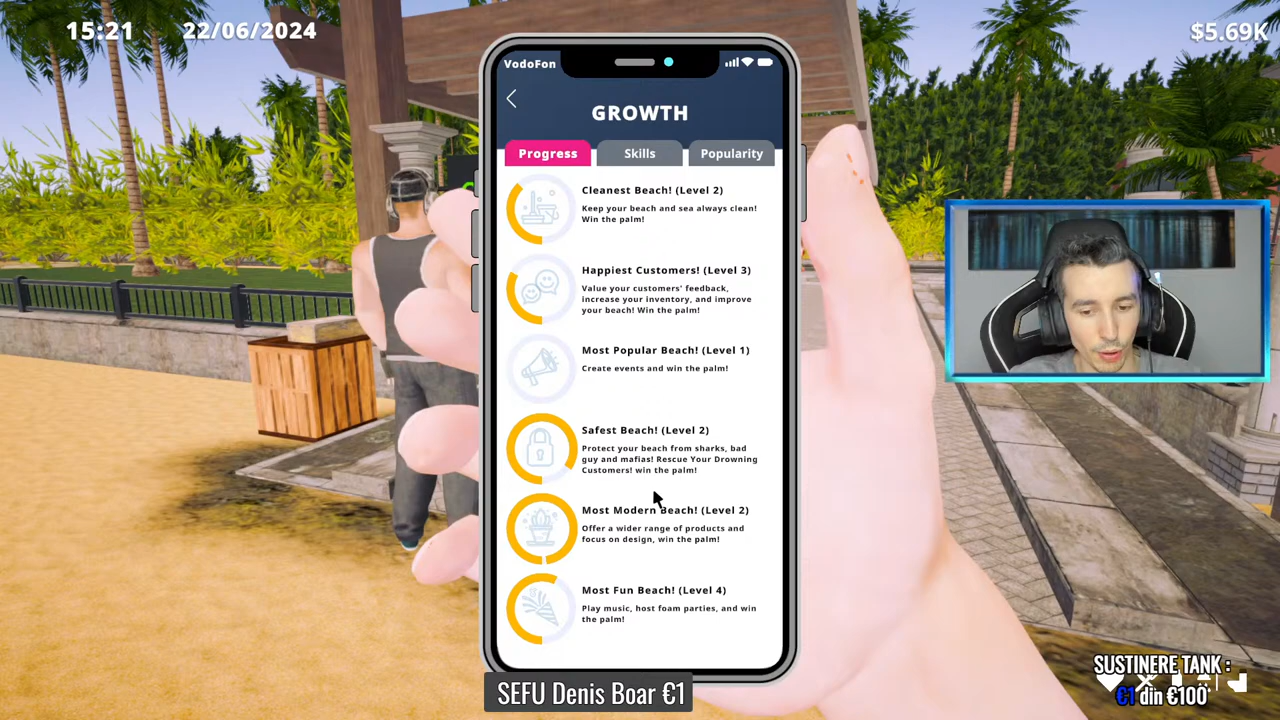 15:21
22/06/2024
$5.69K
VodoFon
GROWTH
Progress
Skills
Popularity
Cleanest Beach! (Level 2)
Keep your beach and sea always clean!
Win the palm!
Happiest Customers! (Level 3)
Value your customers' feedback,
increase your inventory, and improve
your beach! Win the palm!
Most Popular Beach! (Level 1)
Create events and win the palm!
Safest Beach! (Level 2)
Protect your beach from sharks, bad
guy and mafias! Rescue Your Drowning
Customers! win the palm!
Most Modern Beach! (Level 2)
Offer a wider range of products and
focus on design, win the palm!
Most Fun Beach! (Level 4)
Play music, host foam parties, and win
the palm!
SEFU Denis Boar €1
SUSTINERE TANK :
€1 din €100